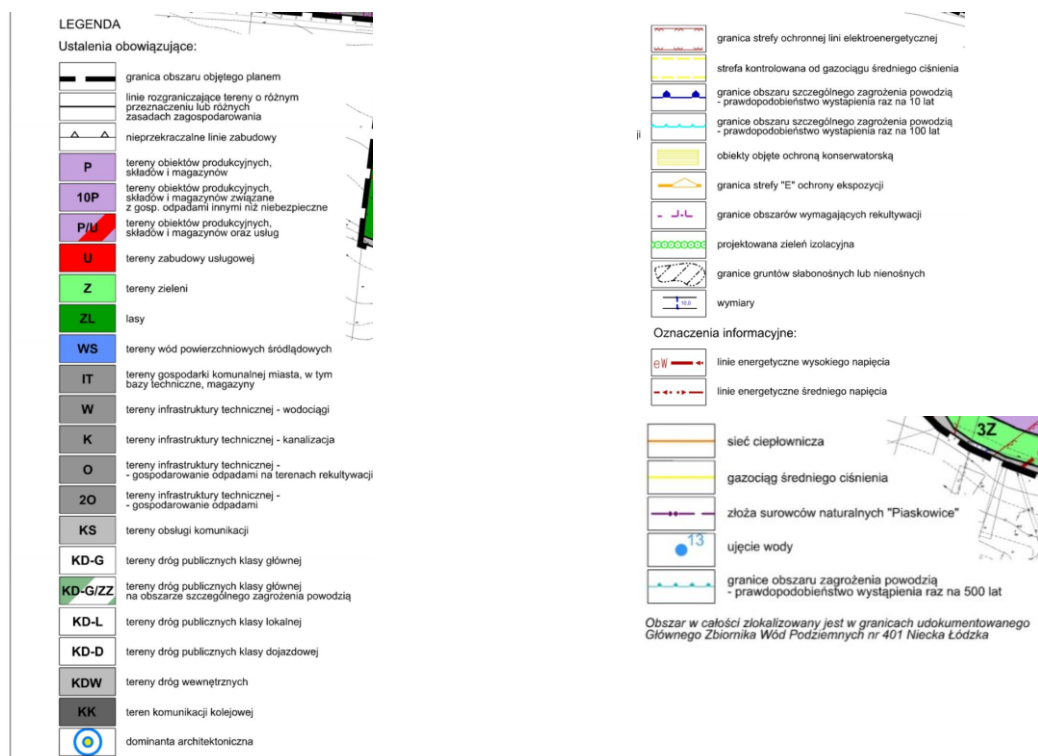 LEGENDA
Ustalenia obowiązujące:
granica obszaru objętego planem
linie rozgraniczające tereny o różnym
przeznaczeniu lub różnych
zasadach zagospodarowania
nieprzekraczalne linie zabudowy
P
tereny obiektów produkcyjnych,
składów i magazynów
10P
tereny obiektów produkcyjnych,
składów i magazynów związane
z gosp. odpadami innymi niż niebezpieczne
P/U
tereny obiektów produkcyjnych,
składów i magazynów oraz usług
U
tereny zabudowy usługowej
Z
tereny zieleni
ZL
lasy
WS
tereny wód powierzchniowych śródlądowych
IT
tereny gospodarki komunalnej miasta, w tym
bazy techniczne, magazyny
W
tereny infrastruktury technicznej - wodociągi
K
tereny infrastruktury technicznej - kanalizacja
O
tereny infrastruktury technicznej -
- gospodarowanie odpadami na terenach rekultywacji
2O
tereny infrastruktury technicznej -
- gospodarowanie odpadami
KS
tereny obsługi komunikacji
KD-G
tereny dróg publicznych klasy głównej
KD-G/ZZ
tereny dróg publicznych klasy głównej
na obszarze szczególnego zagrożenia powodzią
KD-L
tereny dróg publicznych klasy lokalnej
KD-D
tereny dróg publicznych klasy dojazdowej
KDW
tereny dróg wewnętrznych
KK
teren komunikacji kolejowej
dominanta architektoniczna
granica strefy ochronnej lini elektroenergetycznej
strefa kontrolowana od gazociągu średniego ciśnienia
granice obszaru szczególnego zagrożenia powodzią
- prawdopodobieństwo wystąpienia raz na 10 lat
granice obszaru szczególnego zagrożenia powodzią
- prawdopodobieństwo wystąpienia raz na 100 lat
obiekty objęte ochroną konserwatorską
granica strefy "E" ochrony ekspozycji
granice obszarów wymagających rekultywacji
projektowana zieleń izolacyjna
granice gruntów słabonośnych lub nienośnych
10,0
wymiary
Oznaczenia informacyjne:
eW
linie energetyczne wysokiego napięcia
linie energetyczne średniego napięcia
3Z
sieć ciepłownicza
gazociąg średniego ciśnienia
złoża surowców naturalnych "Piaskowice"
13
ujęcie wody
granice obszaru zagrożenia powodzią
- prawdopodobieństwo wystąpienia raz na 500 lat
Obszar w całości zlokalizowany jest w granicach udokumentowanego
Głównego Zbiornika Wód Podziemnych nr 401 Niecka Łódzka